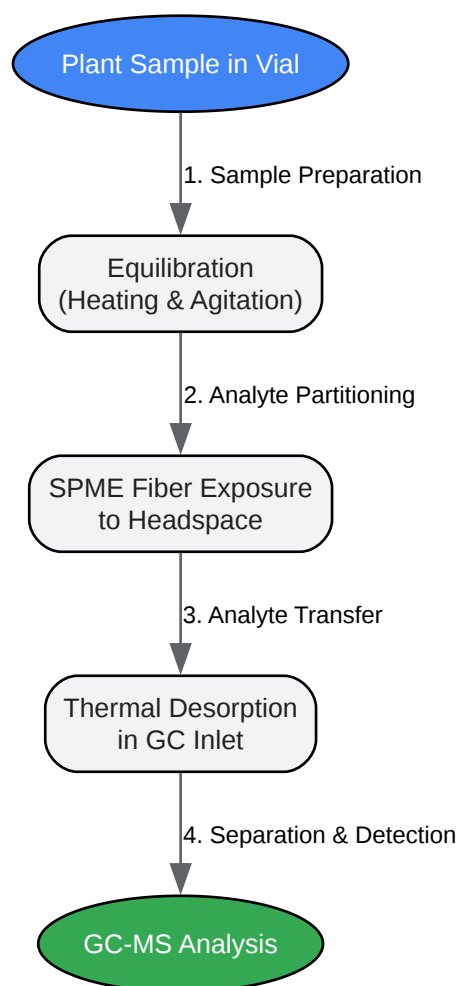 Plant Sample in Vial
1. Sample Preparation
Equilibration
(Heating & Agitation)
2. Analyte Partitioning
SPME Fiber Exposure
to Headspace
3. Analyte Transfer
Thermal Desorption
in GC Inlet
4. Separation & Detection
GC-MS Analysis